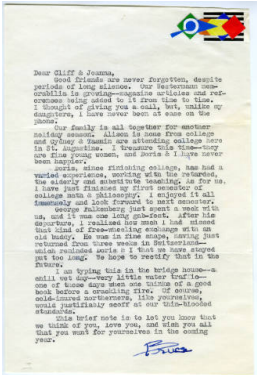 Dear Cliff & Joanna,
Good friends are never forgotten, despite
periods of long silence. Our Westermann mem-
orabilia is growing--magazine articles and ref-
erences being added to it from time to time.
I thought of giving you a call, but, unlike my
daughters, I have never been at ease on the
phone.
Our family is all together for another
holiday season. Alison is home from college
and Sydney & Yasmin are attending college here
in St. Augustine. I treasure this time--they
are fine young women, and Doris & I have never
been happier.
Doris, since finishing college, has had a
varied experience, working with the retarded,
the elderly and substitute teaching. As for me,
I have just finished my first semester of
college math & philosophy. I enjoyed it all
immensely and look forward to next semester.
George Falkenberg just spent a week with
us, and it was one long gab-fest. After his
departure, I realised how much I had missed
that kind of free-wheeling exchange with an
old buddy. He was in fine shape, having just
returned from three weeks in Switzerland--
which reminded Doris & I that we have stayed
put too long. We hope to rectify that in the
future.
I am typing this in the bridge house--a
still wet day--very little water traffic--
one of those days when one thinks of a good
book before a crackling fire. Of course,
cold-inured northerners, like yourselves,
would justifiably scoff at our thin-blooded
standards.
This brief note is to let you know that
we think of you, love you, and wish you all
that you want for yourselves in the coming
year.
Bruce